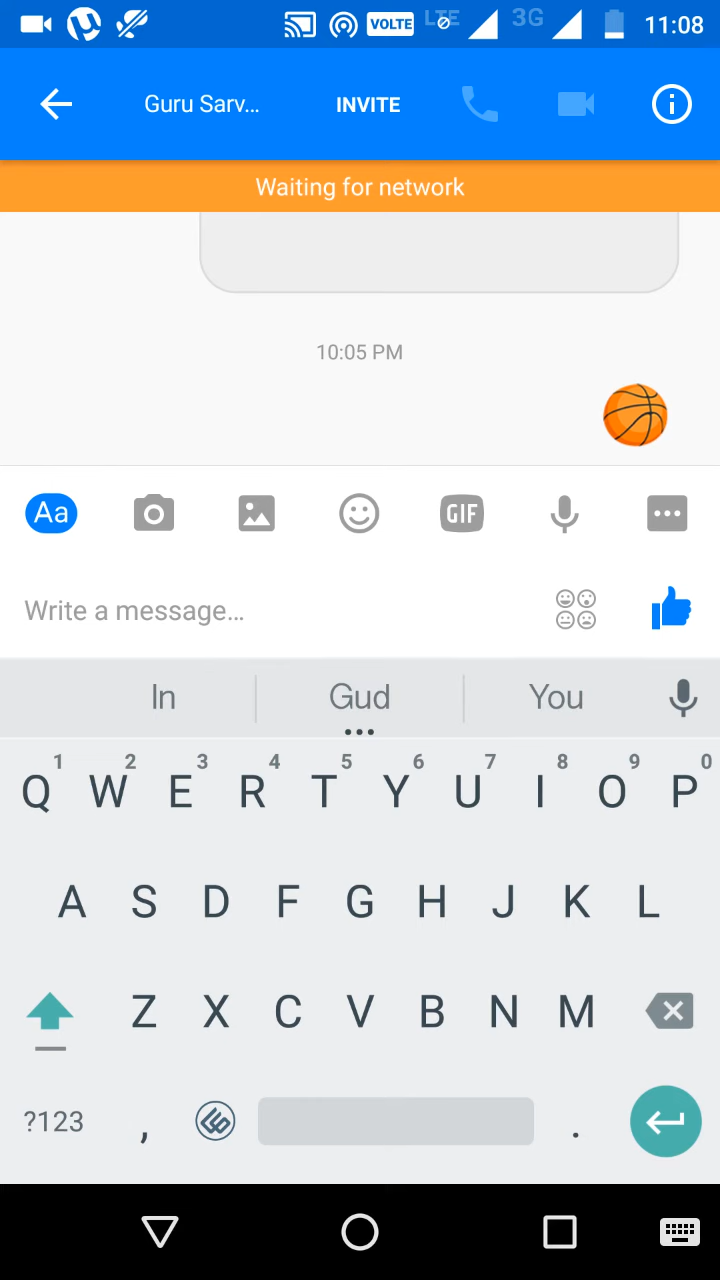 VOLTE LTE 3G 11:08
Guru Sarv... INVITE
Waiting for network
10:05 PM
Aa GIF
Write a message...
In Gud You
1 2 3 4 5 6 7 8 9 0
Q W E R T Y U I O P
A S D F G H J K L
Z X C V B N M
?123 , .